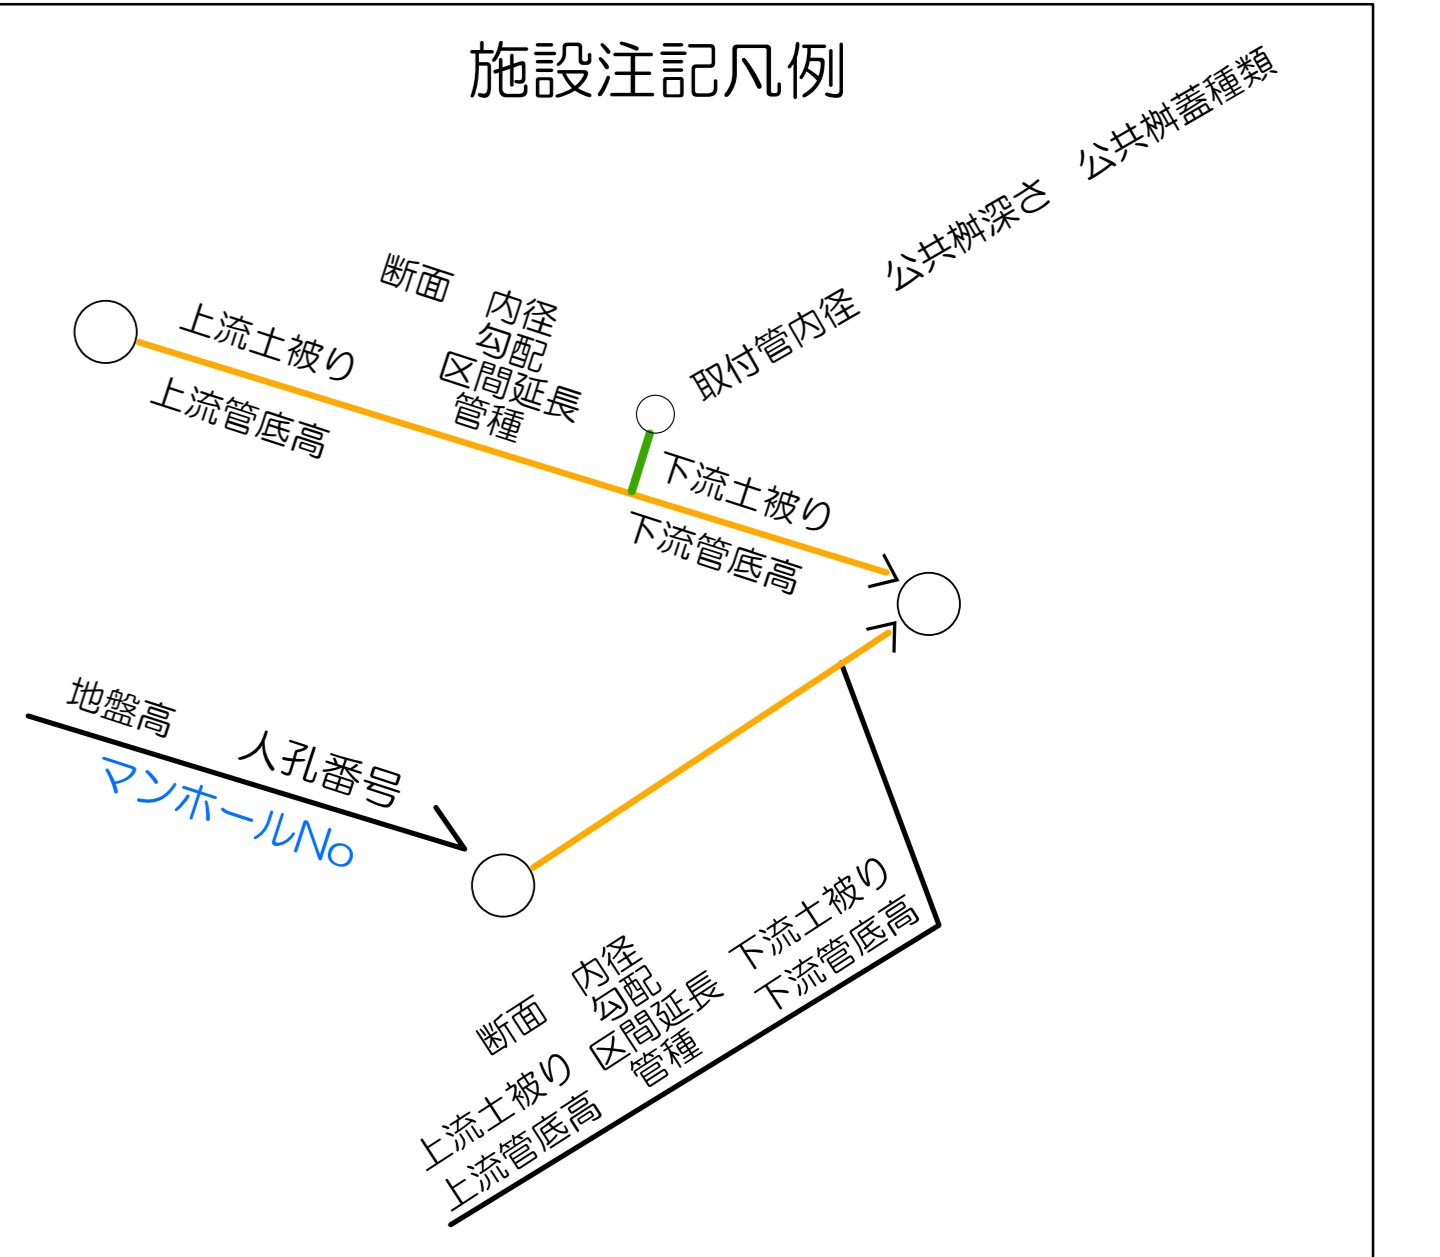 施設注記凡例
取付管内径　公共桝深さ　公共桝蓋種類
断面　内径
勾配
区間延長
管種
上流土被り
上流管底高
下流土被り
下流管底高
地盤高　人孔番号
マンホールNo
断面　内径
勾配
区間延長
管種
上流土被り
上流管底高
下流土被り
下流管底高